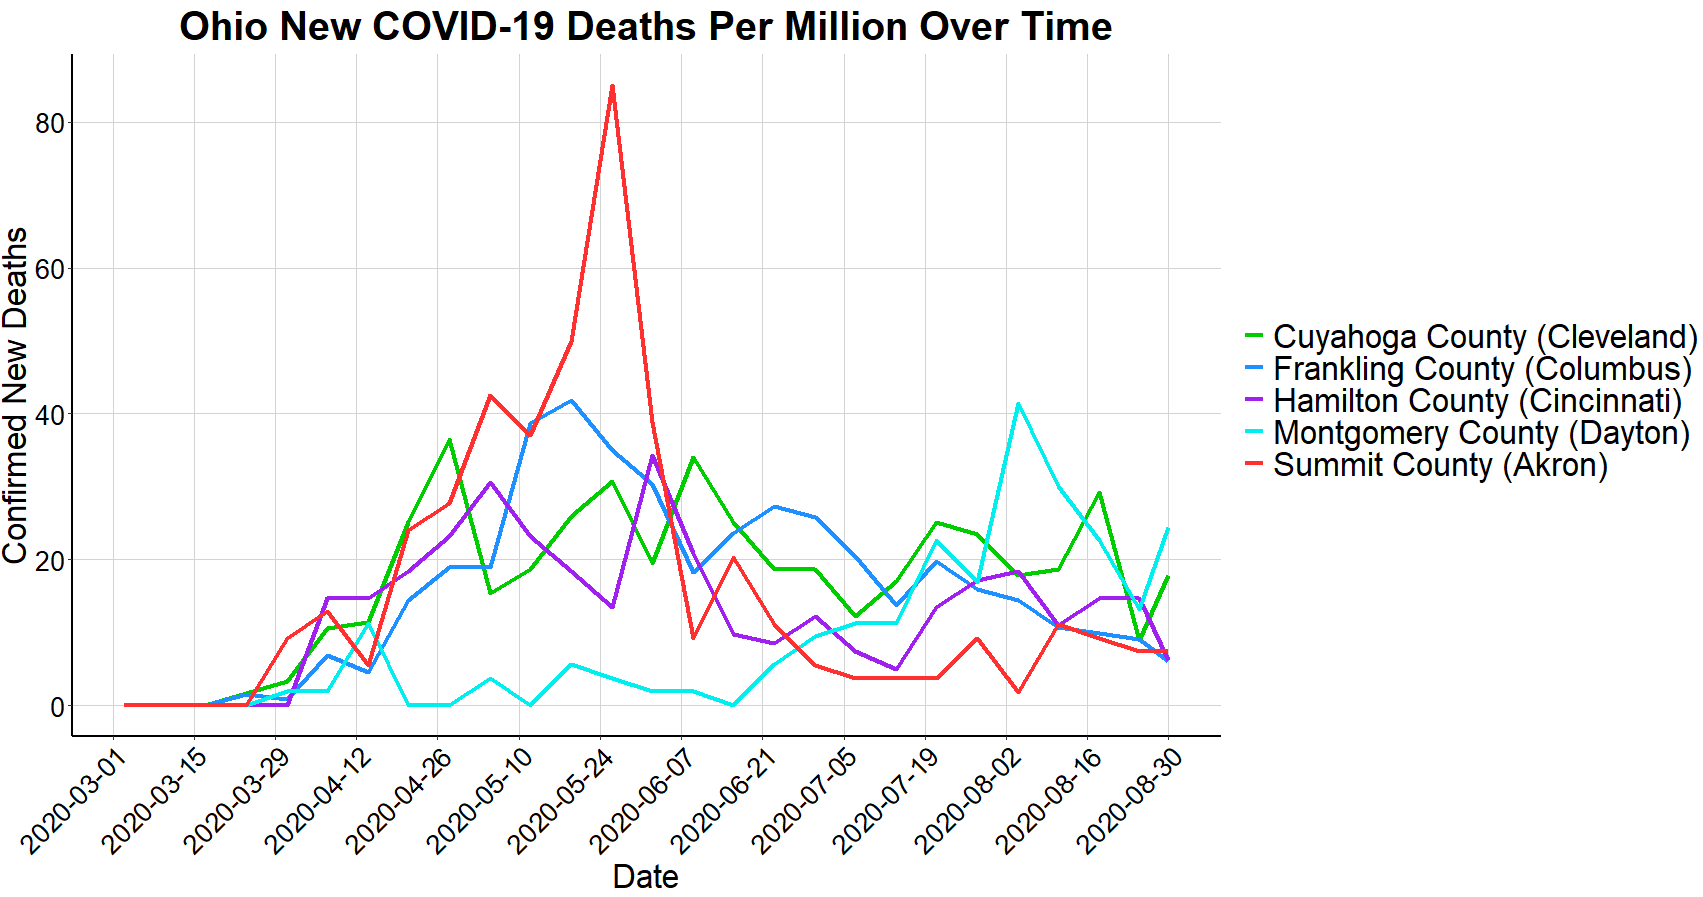 Ohio New COVID-19 Deaths Per Million Over Time
Confirmed New Deaths
80
60
40
20
0
2020-03-01
2020-03-15
2020-03-29
2020-04-12
2020-04-26
2020-05-10
2020-05-24
2020-06-07
2020-06-21
2020-07-05
2020-07-19
2020-08-02
2020-08-16
2020-08-30
Date
Cuyahoga County (Cleveland)
Frankling County (Columbus)
Hamilton County (Cincinnati)
Montgomery County (Dayton)
Summit County (Akron)